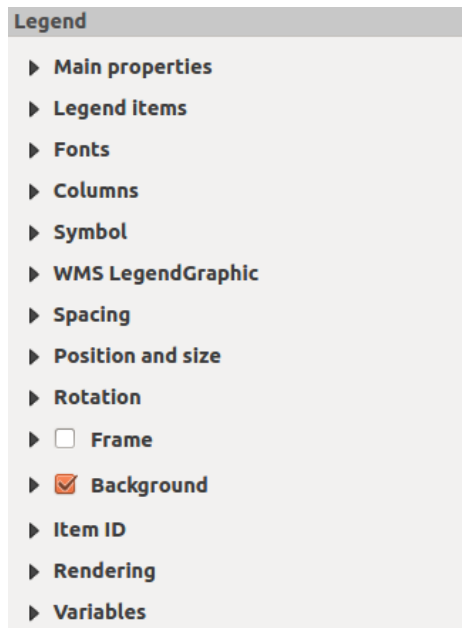 Legend
Main properties
Legend items
Fonts
Columns
Symbol
WMS LegendGraphic
Spacing
Position and size
Rotation
Frame
Background
Item ID
Rendering
Variables